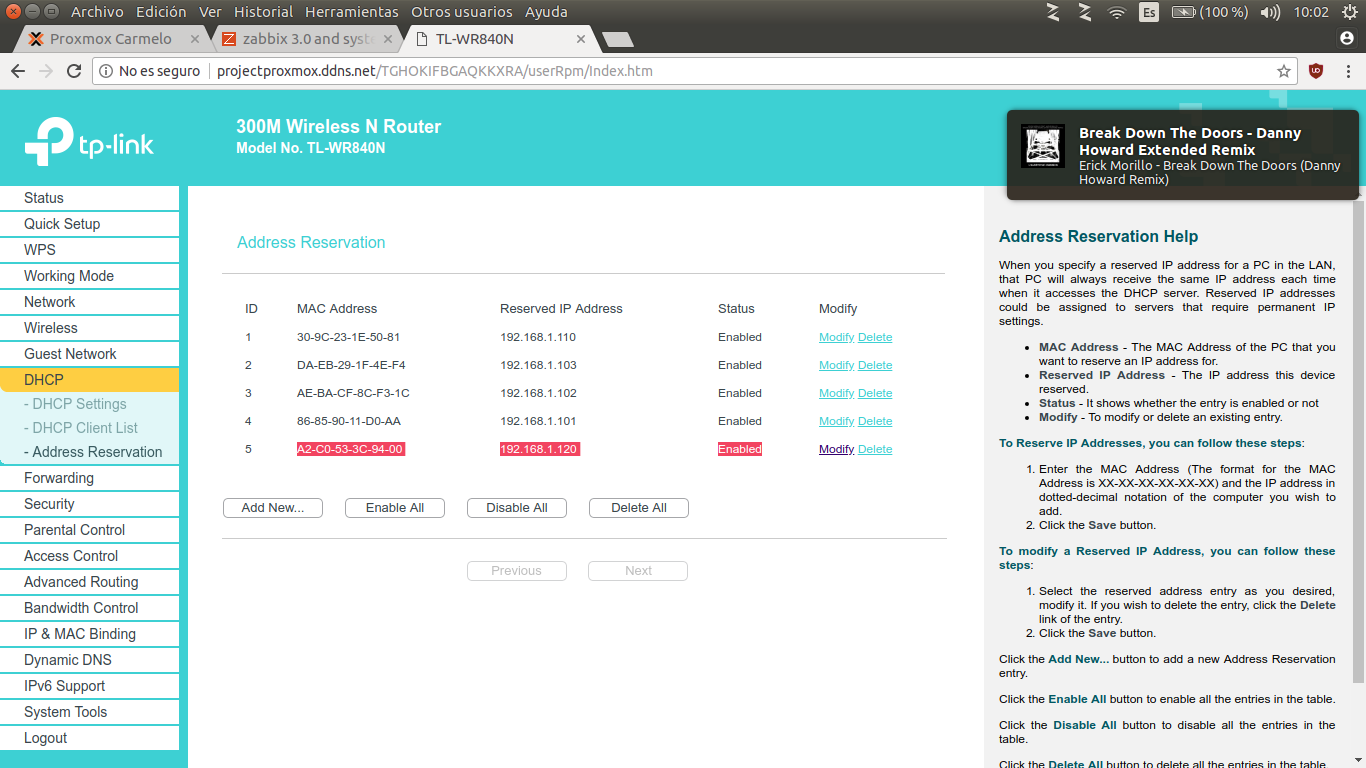 Archivo Edición Ver Historial Herramientas Otros usuarios Ayuda
Es (100 %) 10:02
Proxmox Carmelo
zabbix 3.0 and syst
TL-WR840N
No es seguro projectproxmox.ddns.net/TGHOKIFBGAQKKXRA/userRpm/Index.htm
tp-link
300M Wireless N Router
Model No. TL-WR840N
Break Down The Doors - Danny
Howard Extended Remix
Erick Morillo - Break Down The Doors (Danny
Howard Remix)
Status
Quick Setup
WPS
Working Mode
Network
Wireless
Guest Network
DHCP
- DHCP Settings
- DHCP Client List
- Address Reservation
Forwarding
Security
Parental Control
Access Control
Advanced Routing
Bandwidth Control
IP & MAC Binding
Dynamic DNS
IPv6 Support
System Tools
Logout
Address Reservation
ID MAC Address Reserved IP Address Status Modify
1 30-9C-23-1E-50-81 192.168.1.110 Enabled Modify Delete
2 DA-EB-29-1F-4E-F4 192.168.1.103 Enabled Modify Delete
3 AE-BA-CF-8C-F3-1C 192.168.1.102 Enabled Modify Delete
4 86-85-90-11-D0-AA 192.168.1.101 Enabled Modify Delete
5 A2-C0-53-3C-94-00 192.168.1.120 Enabled Modify Delete
Add New... Enable All Disable All Delete All
Previous Next
Address Reservation Help
When you specify a reserved IP address for a PC in the LAN,
that PC will always receive the same IP address each time
when it accesses the DHCP server. Reserved IP addresses
could be assigned to servers that require permanent IP
settings.
• MAC Address - The MAC Address of the PC that you
want to reserve an IP address for.
• Reserved IP Address - The IP address this device
reserved.
• Status - It shows whether the entry is enabled or not
• Modify - To modify or delete an existing entry.
To Reserve IP Addresses, you can follow these steps:
1. Enter the MAC Address (The format for the MAC
Address is XX-XX-XX-XX-XX-XX) and the IP address in
dotted-decimal notation of the computer you wish to
add.
2. Click the Save button.
To modify a Reserved IP Address, you can follow these
steps:
1. Select the reserved address entry as you desired,
modify it. If you wish to delete the entry, click the Delete
link of the entry.
2. Click the Save button.
Click the Add New... button to add a new Address Reservation
entry.
Click the Enable All button to enable all the entries in the table.
Click the Disable All button to disable all the entries in the
table.
Click the Delete All button to delete all the entries in the table.